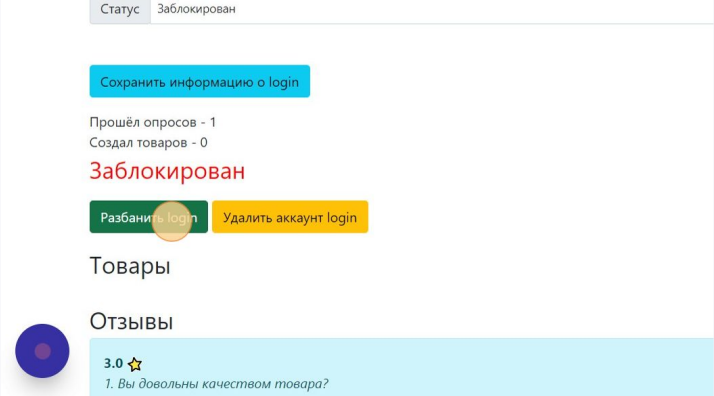 Статус Заблокирован
Сохранить информацию о login
Прошёл опросов - 1
Создал товаров - 0
Заблокирован
Разбанить login Удалить аккаунт login
Товары
Отзывы
3.0
1. Вы довольны качеством товара?